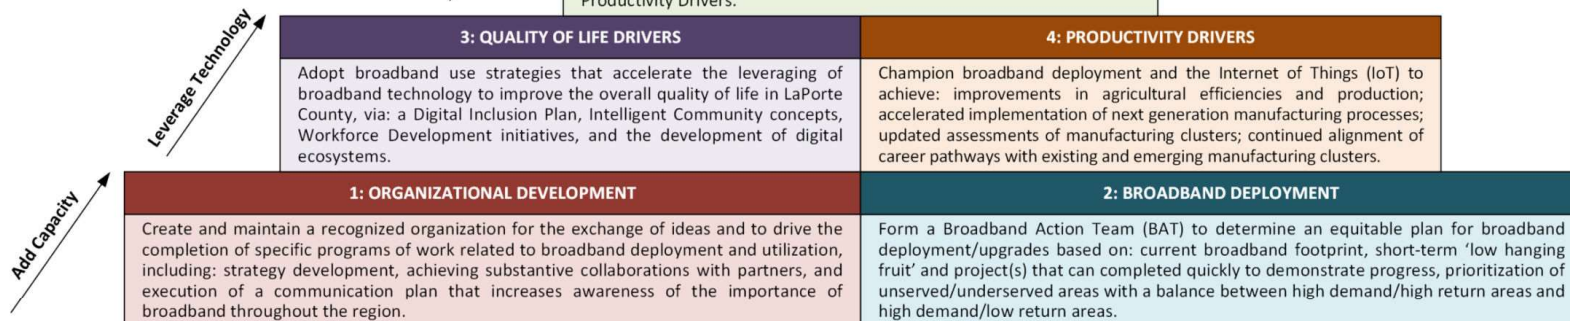 Productivity Drivers.
Leverage Technology
3: QUALITY OF LIFE DRIVERS
Adopt broadband use strategies that accelerate the leveraging of
broadband technology to improve the overall quality of life in LaPorte
County, via: a Digital Inclusion Plan, Intelligent Community concepts,
Workforce Development initiatives, and the development of digital
ecosystems.
4: PRODUCTIVITY DRIVERS
Champion broadband deployment and the Internet of Things (IoT) to
achieve: improvements in agricultural efficiencies and production;
accelerated implementation of next generation manufacturing processes;
updated assessments of manufacturing clusters; continued alignment of
career pathways with existing and emerging manufacturing clusters.
Add Capacity
1: ORGANIZATIONAL DEVELOPMENT
Create and maintain a recognized organization for the exchange of ideas and to drive the
completion of specific programs of work related to broadband deployment and utilization,
including: strategy development, achieving substantive collaborations with partners, and
execution of a communication plan that increases awareness of the importance of
broadband throughout the region.
2: BROADBAND DEPLOYMENT
Form a Broadband Action Team (BAT) to determine an equitable plan for broadband
deployment/upgrades based on: current broadband footprint, short-term ‘low hanging
fruit’ and project(s) that can completed quickly to demonstrate progress, prioritization of
unserved/underserved areas with a balance between high demand/high return areas and
high demand/low return areas.